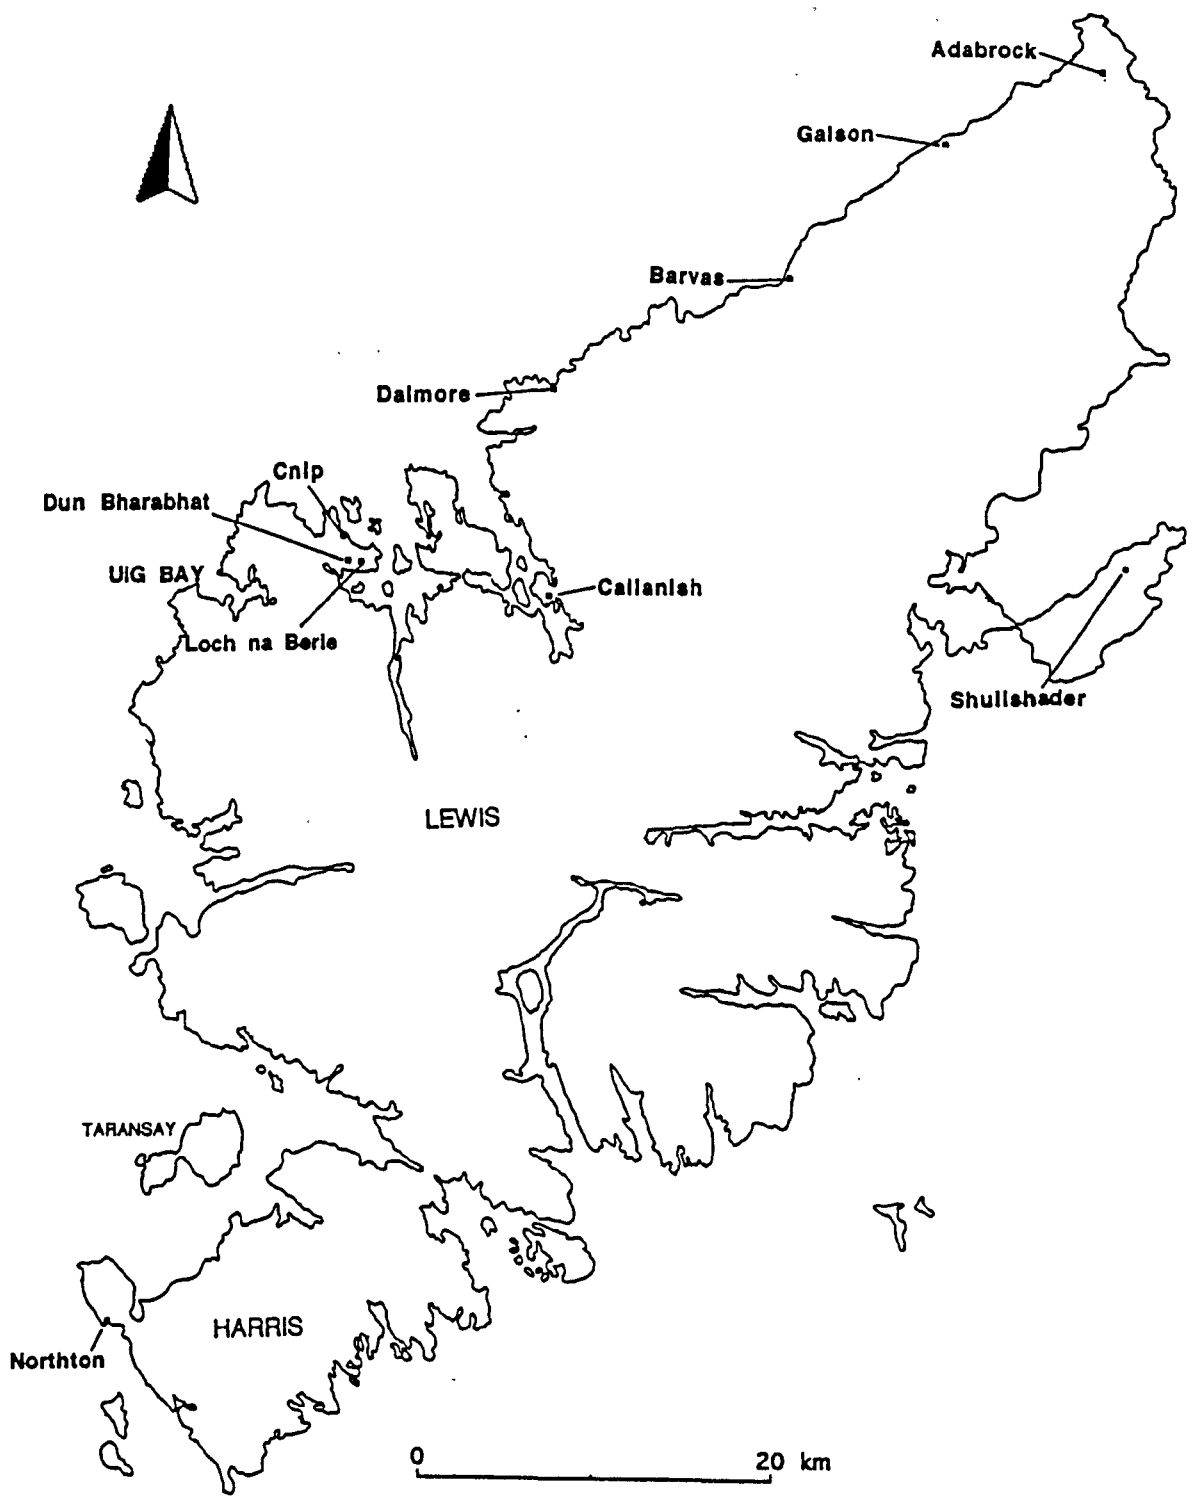 Adabrock
Galson
Barvas
Dalmore
Cnip
Dun Bharabhat
UIG BAY
Callanish
Loch na Berie
Shulishader
LEWIS
TARANSAY
HARRIS
Northton
0 20 km